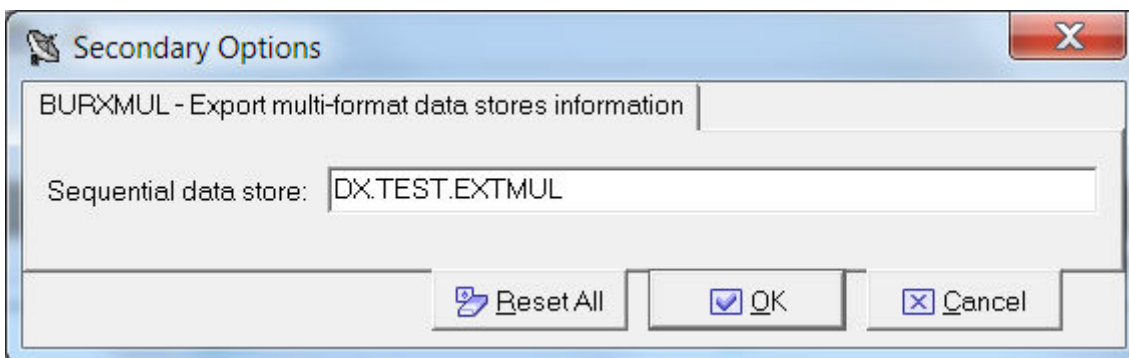 Secondary Options
BURXMUL - Export multi-format data stores information
Sequential data store: DX.TEST.EXTMUL
Reset All OK Cancel